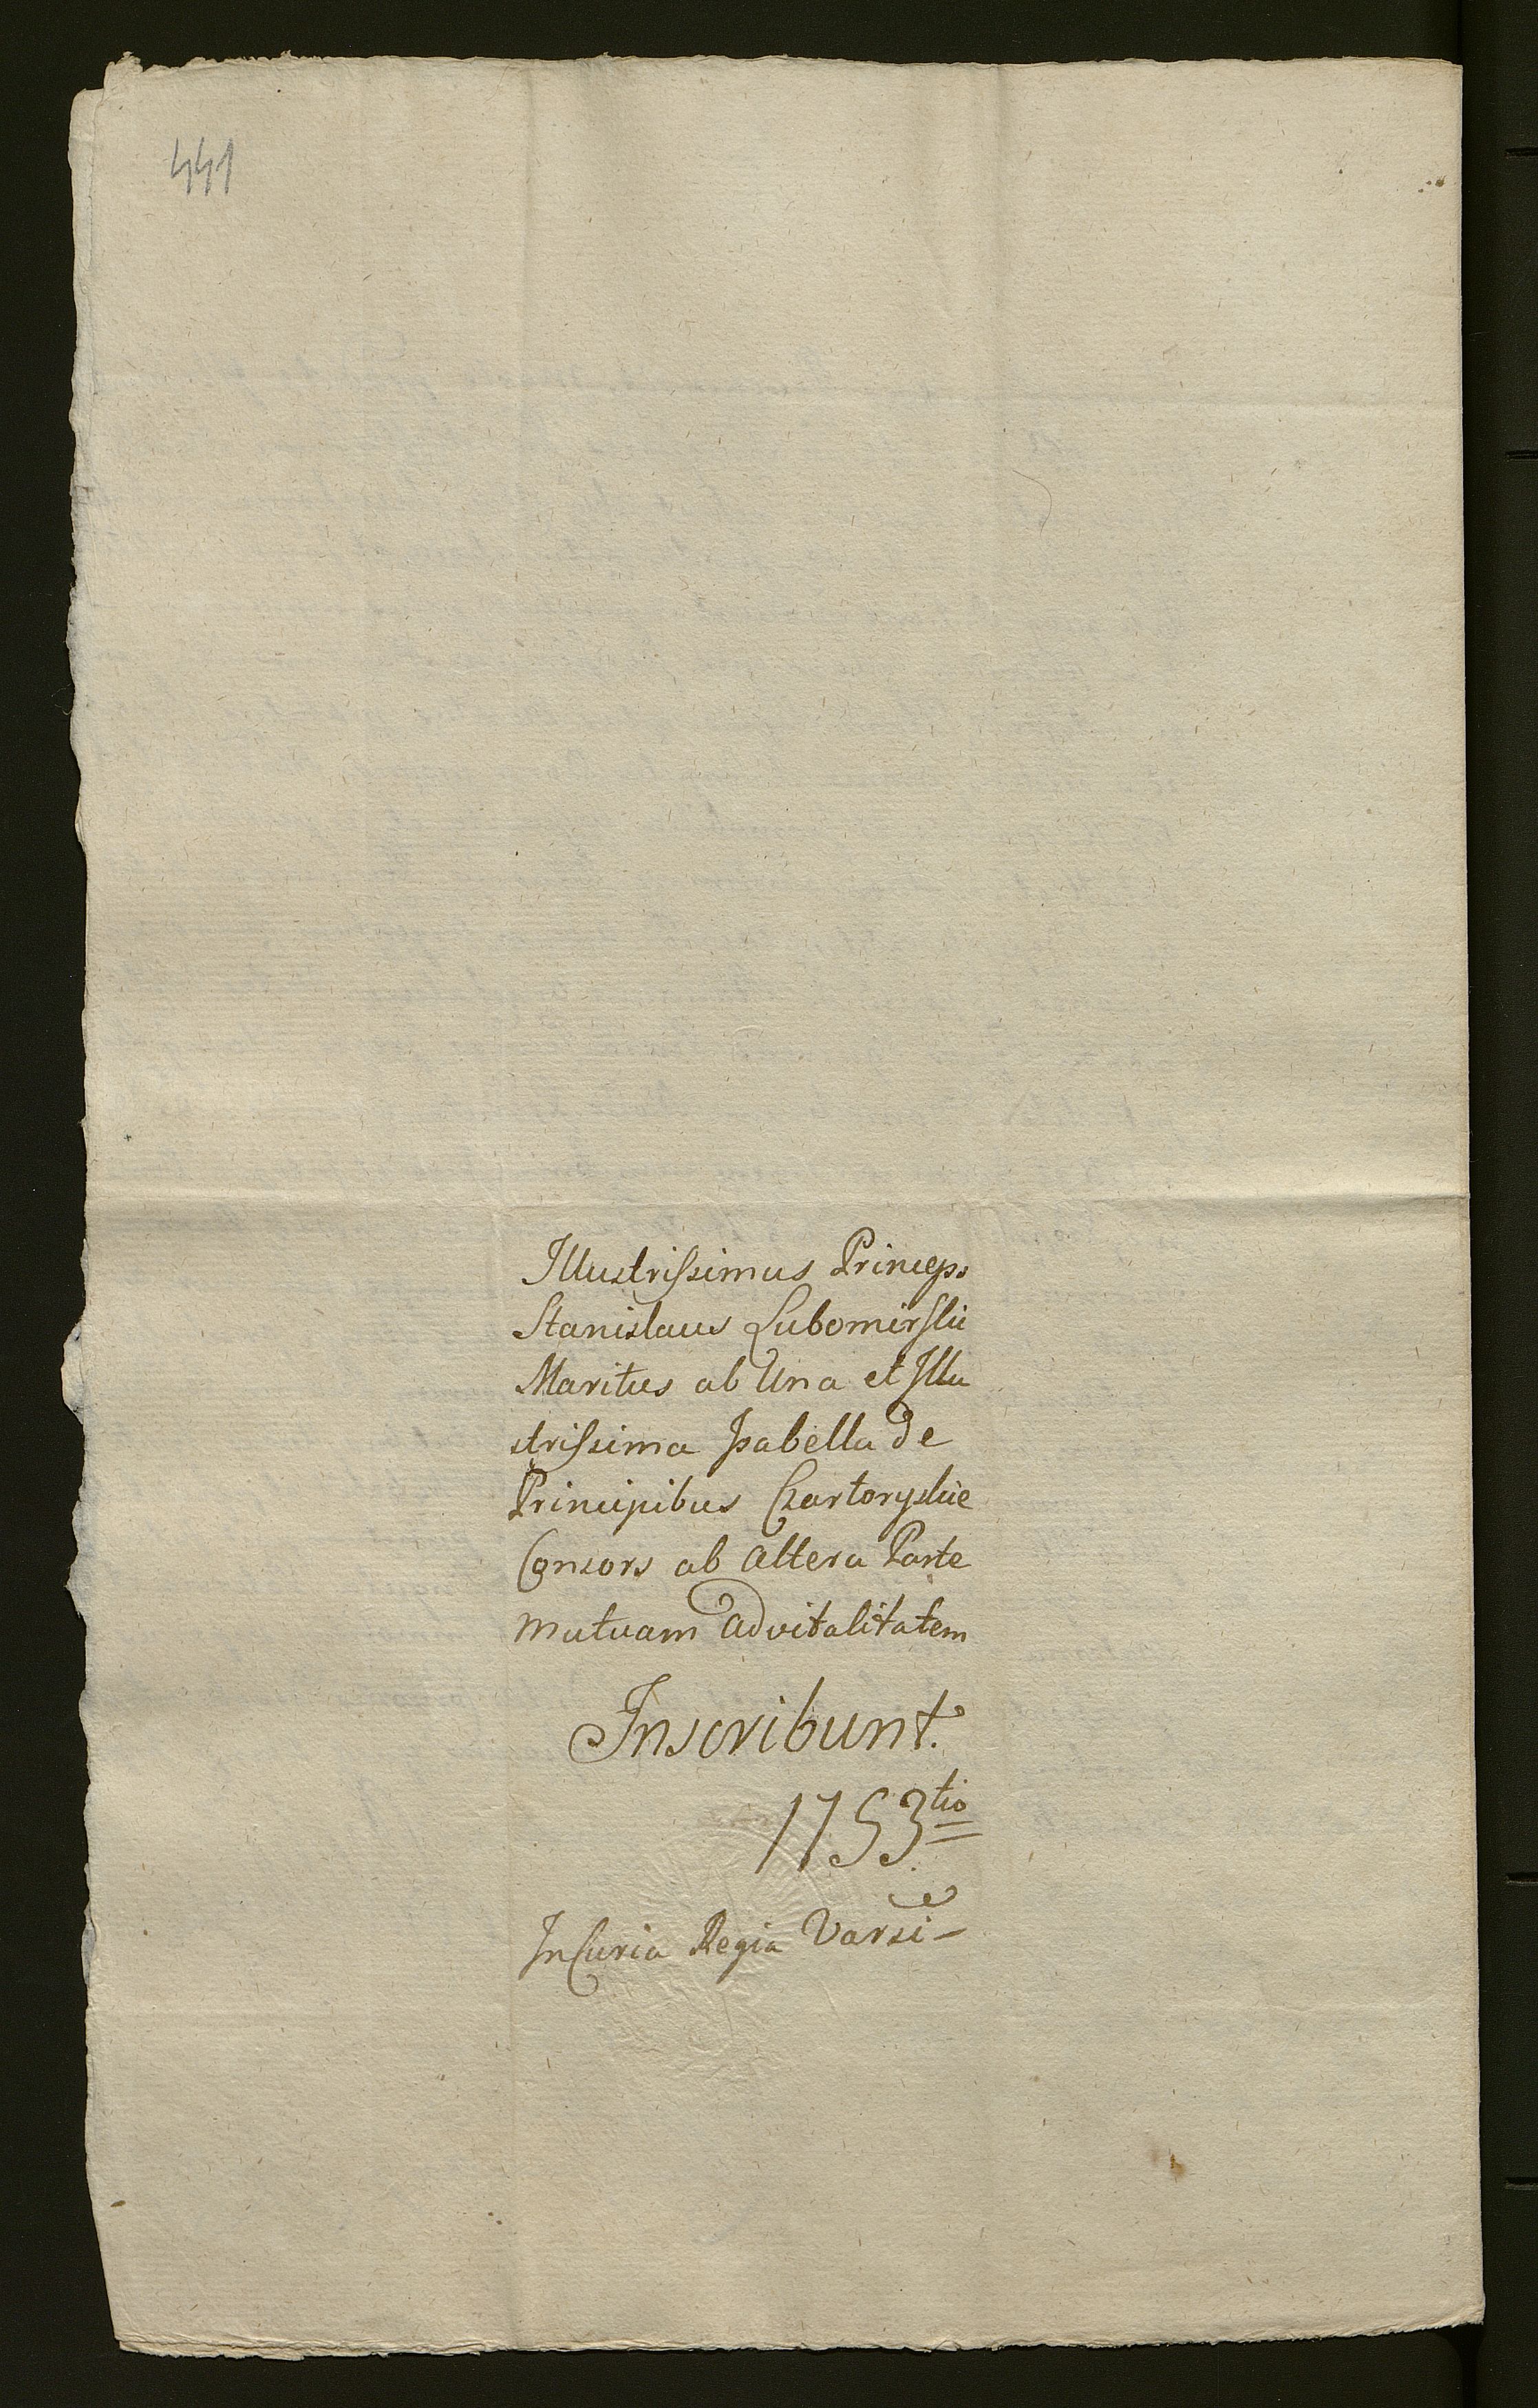 441
Illustrissimus Princeps
Stanislaus Lubomirski
Maritus ab Una et Illu
strissima Isabella de
Principibus Czartoryskie
Consors ab altera Parte
mutuam advitalitatem
Inscribunt.
1753tio
In Curia Regia Varsi-